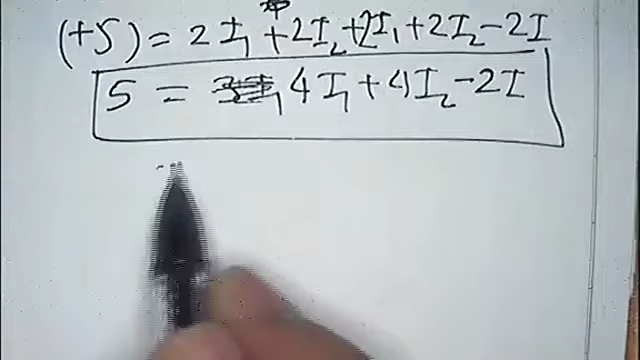 (+5) = 2I₁ + 2I₂ + 2I₁ + 2I₂ - 2I
5 = 4I₁ + 4I₂ - 2I